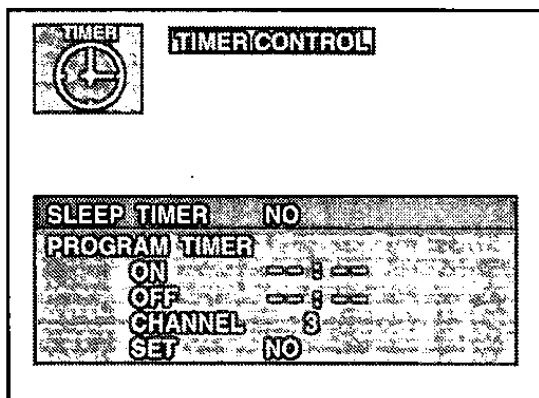 TIMER
TIMER CONTROL
SLEEP TIMER NO
PROGRAM TIMER
ON --:--
OFF --:--
CHANNEL 3
SET NO